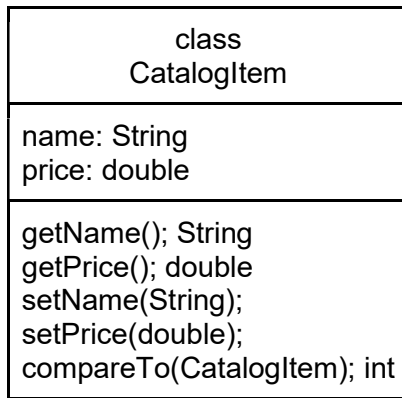 class
CatalogItem
name: String
price: double
getName(); String
getPrice(); double
setName(String);
setPrice(double);
compareTo(CatalogItem); int